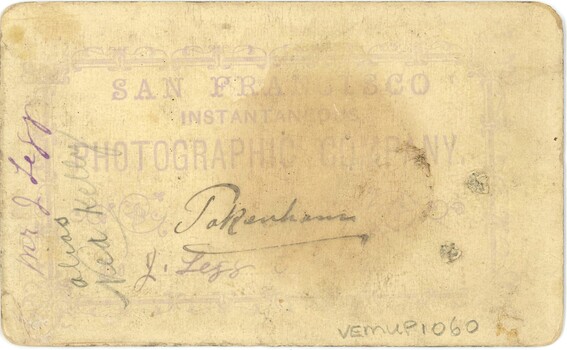 SAN FRANCISCO
INSTANTANEOUS
PHOTOGRAPHIC COMPANY.
Pakenham
J. Legg
Mr J Legg
alias
Ned Kelly
VEMUP1060